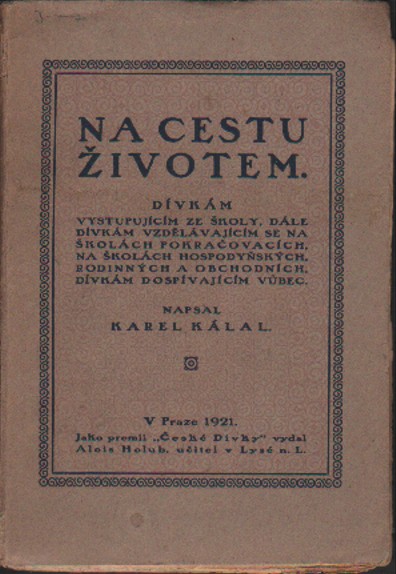 NA CESTU
ŽIVOTEM.
DÍVKÁM
VYSTUPUJÍCÍM ZE ŠKOLY, DÁLE
DÍVKÁM VZDĚLÁVAJÍCÍM SE NA
ŠKOLÁCH POKRAČOVACÍCH,
NA ŠKOLÁCH HOSPODYŇSKÝCH,
RODINNÝCH A OBCHODNÍCH,
DÍVKÁM DOSPÍVAJÍCÍM VŮBEC.
NAPSAL
KAREL KÁLAL.
V Praze 1921.
Jako premii „České Dívky“ vydal
Alois Holub, učitel v Lysé n. L.